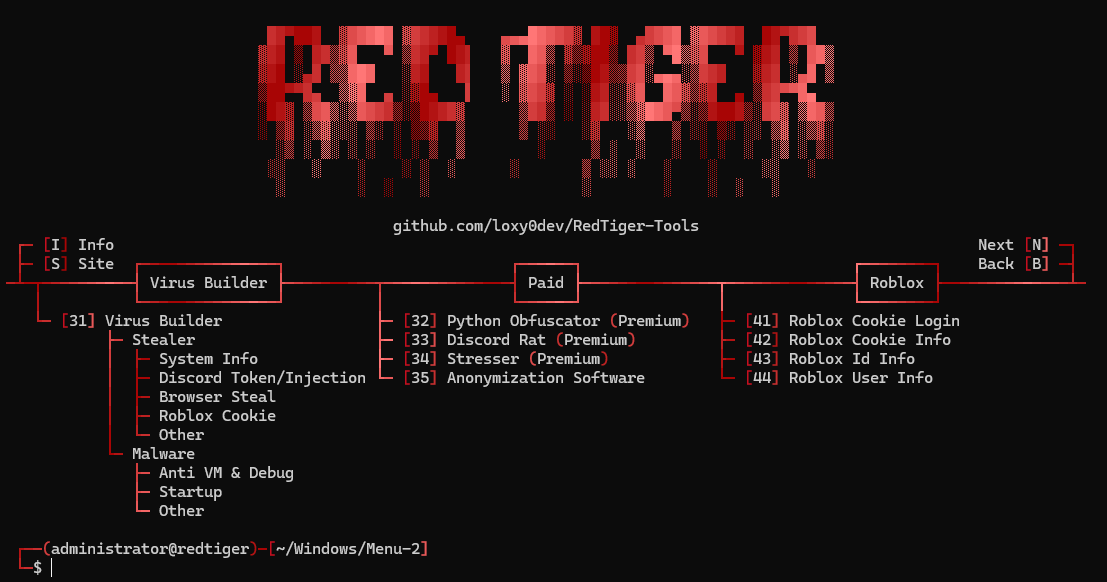 RED TIGER
github.com/loxy0dev/RedTiger-Tools
[I] Info
Next [N]
[S] Site
Back [B]
Virus Builder
Paid
Roblox
[31] Virus Builder
Stealer
System Info
Discord Token/Injection
Browser Steal
Roblox Cookie
Other
Malware
Anti VM & Debug
Startup
Other
[32] Python Obfuscator (Premium)
[33] Discord Rat (Premium)
[34] Stresser (Premium)
[35] Anonymization Software
[41] Roblox Cookie Login
[42] Roblox Cookie Info
[43] Roblox Id Info
[44] Roblox User Info
(administrator@redtiger)-[~/Windows/Menu-2]
$